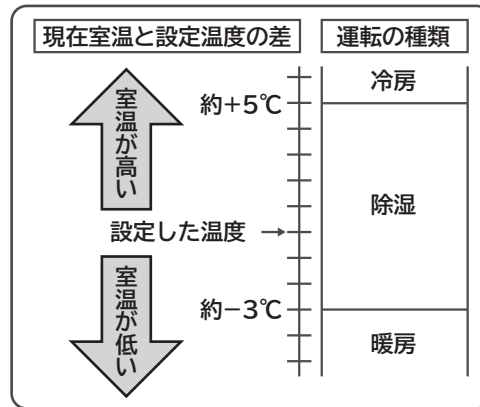 現在室温と設定温度の差
運転の種類
室温が高い
冷房
約+5℃
除湿
設定した温度 →
室温が低い
約−3℃
暖房